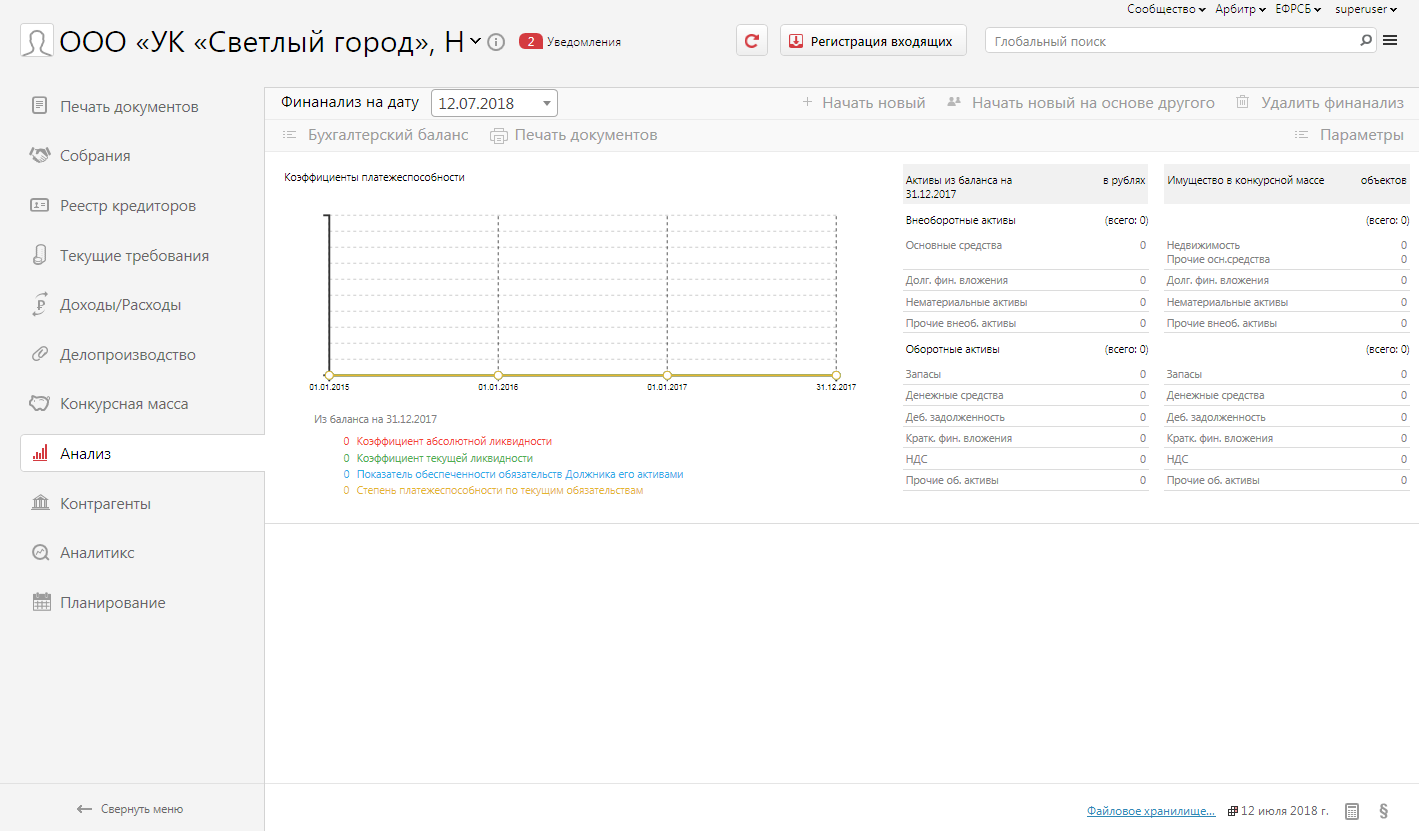 Сообщество Арбитр ЕФРСБ superuser
ООО «УК «Светлый город», Н 2 Уведомления Регистрация входящих Глобальный поиск
Печать документов
Собрания
Реестр кредиторов
Текущие требования
Доходы/Расходы
Делопроизводство
Конкурсная масса
Анализ
Контрагенты
Аналитикс
Планирование
Свернуть меню
Финанализ на дату 12.07.2018 + Начать новый Начать новый на основе другого Удалить финанализ
Бухгалтерский баланс Печать документов Параметры
Коэффициенты платежеспособности
01.01.2015 01.01.2016 01.01.2017 31.12.2017
Из баланса на 31.12.2017
0 Коэффициент абсолютной ликвидности
0 Коэффициент текущей ликвидности
0 Показатель обеспеченности обязательств Должника его активами
0 Степень платежеспособности по текущим обязательствам
Активы из баланса на в рублях
31.12.2017
Внеоборотные активы (всего: 0)
Основные средства 0
Долг. фин. вложения 0
Нематериальные активы 0
Прочие внеоб. активы 0
Оборотные активы (всего: 0)
Запасы 0
Денежные средства 0
Деб. задолженность 0
Кратк. фин. вложения 0
НДС 0
Прочие об. активы 0
Имущество в конкурсной массе объектов
(всего: 0)
Недвижимость 0
Прочие осн.средства 0
Долг. фин. вложения 0
Нематериальные активы 0
Прочие внеоб. активы 0
(всего: 0)
Запасы 0
Денежные средства 0
Деб. задолженность 0
Кратк. фин. вложения 0
НДС 0
Прочие об. активы 0
Файловое хранилище... 12 июля 2018 г. §